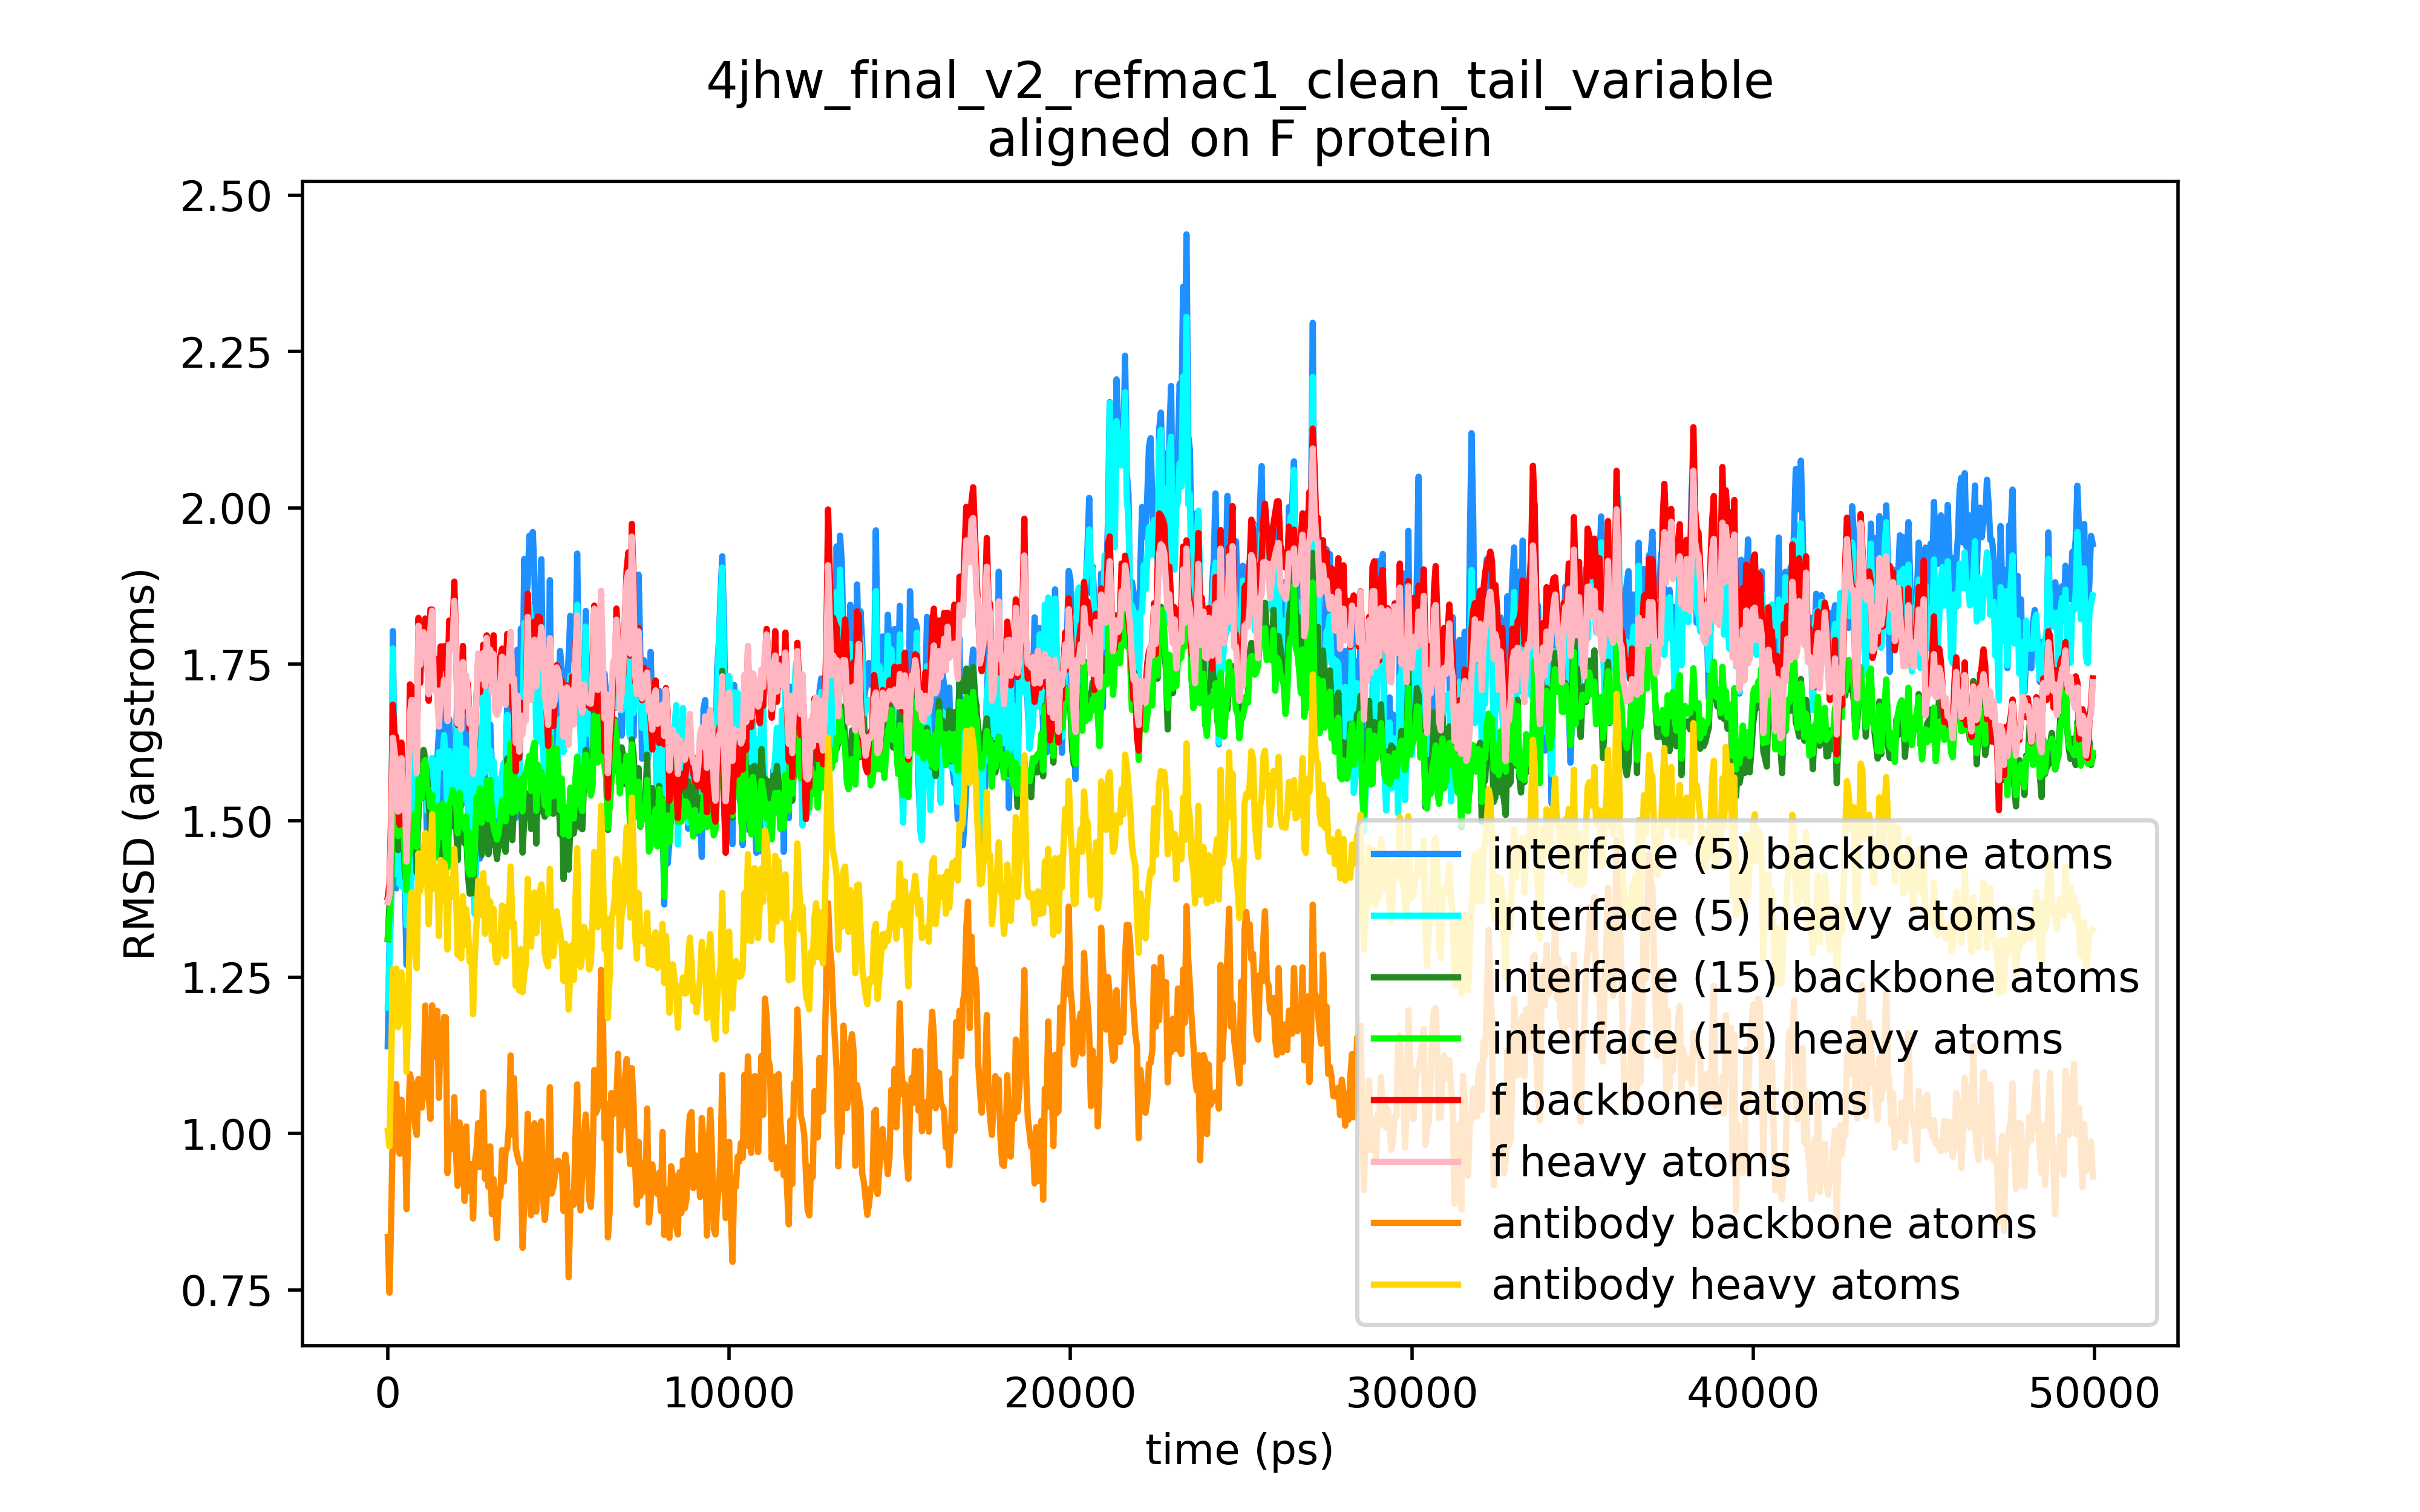 4jhw_final_v2_refmac1_clean_tail_variable
aligned on F protein
2.50
2.25
2.00
1.75
1.50
1.25
1.00
0.75
RMSD (angstroms)
interface (5) backbone atoms
interface (5) heavy atoms
interface (15) backbone atoms
interface (15) heavy atoms
f backbone atoms
f heavy atoms
antibody backbone atoms
antibody heavy atoms
0 10000 20000 30000 40000 50000
time (ps)